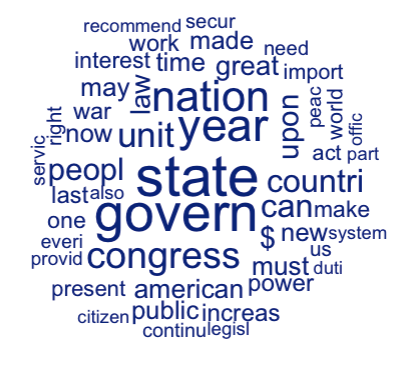 recommend secur
work made need
interest time great import
may law nation peac world
war right now unit year upon offic
servic act part
peopl state countri
last also
one govern can make
everi $ new system
provid congress us
must duti
present american power
citizen public increas
continu legisl